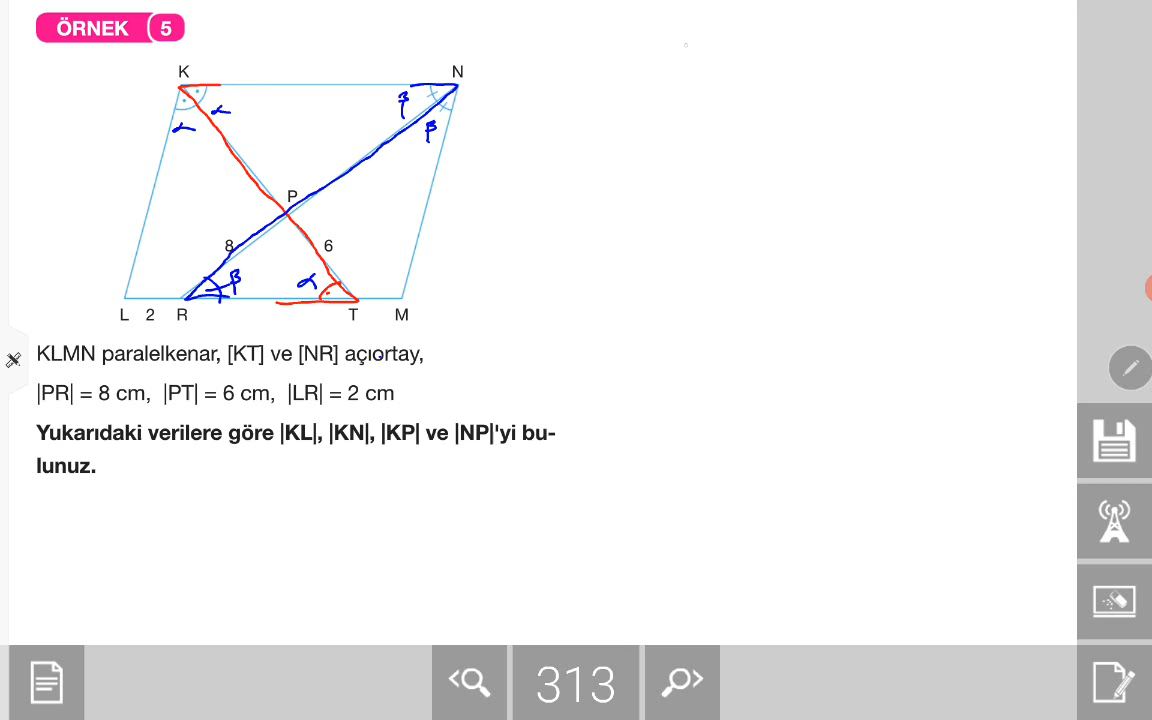 ÖRNEK 5
K
N
β
α
α
β
P
8
6
β
α
L 2 R
T
M
KLMN paralelkenar, [KT] ve [NR] açıortay,
|PR| = 8 cm, |PT| = 6 cm, |LR| = 2 cm
Yukarıdaki verilere göre |KL|, |KN|, |KP| ve |NP|'yi bu-
lunuz.
313